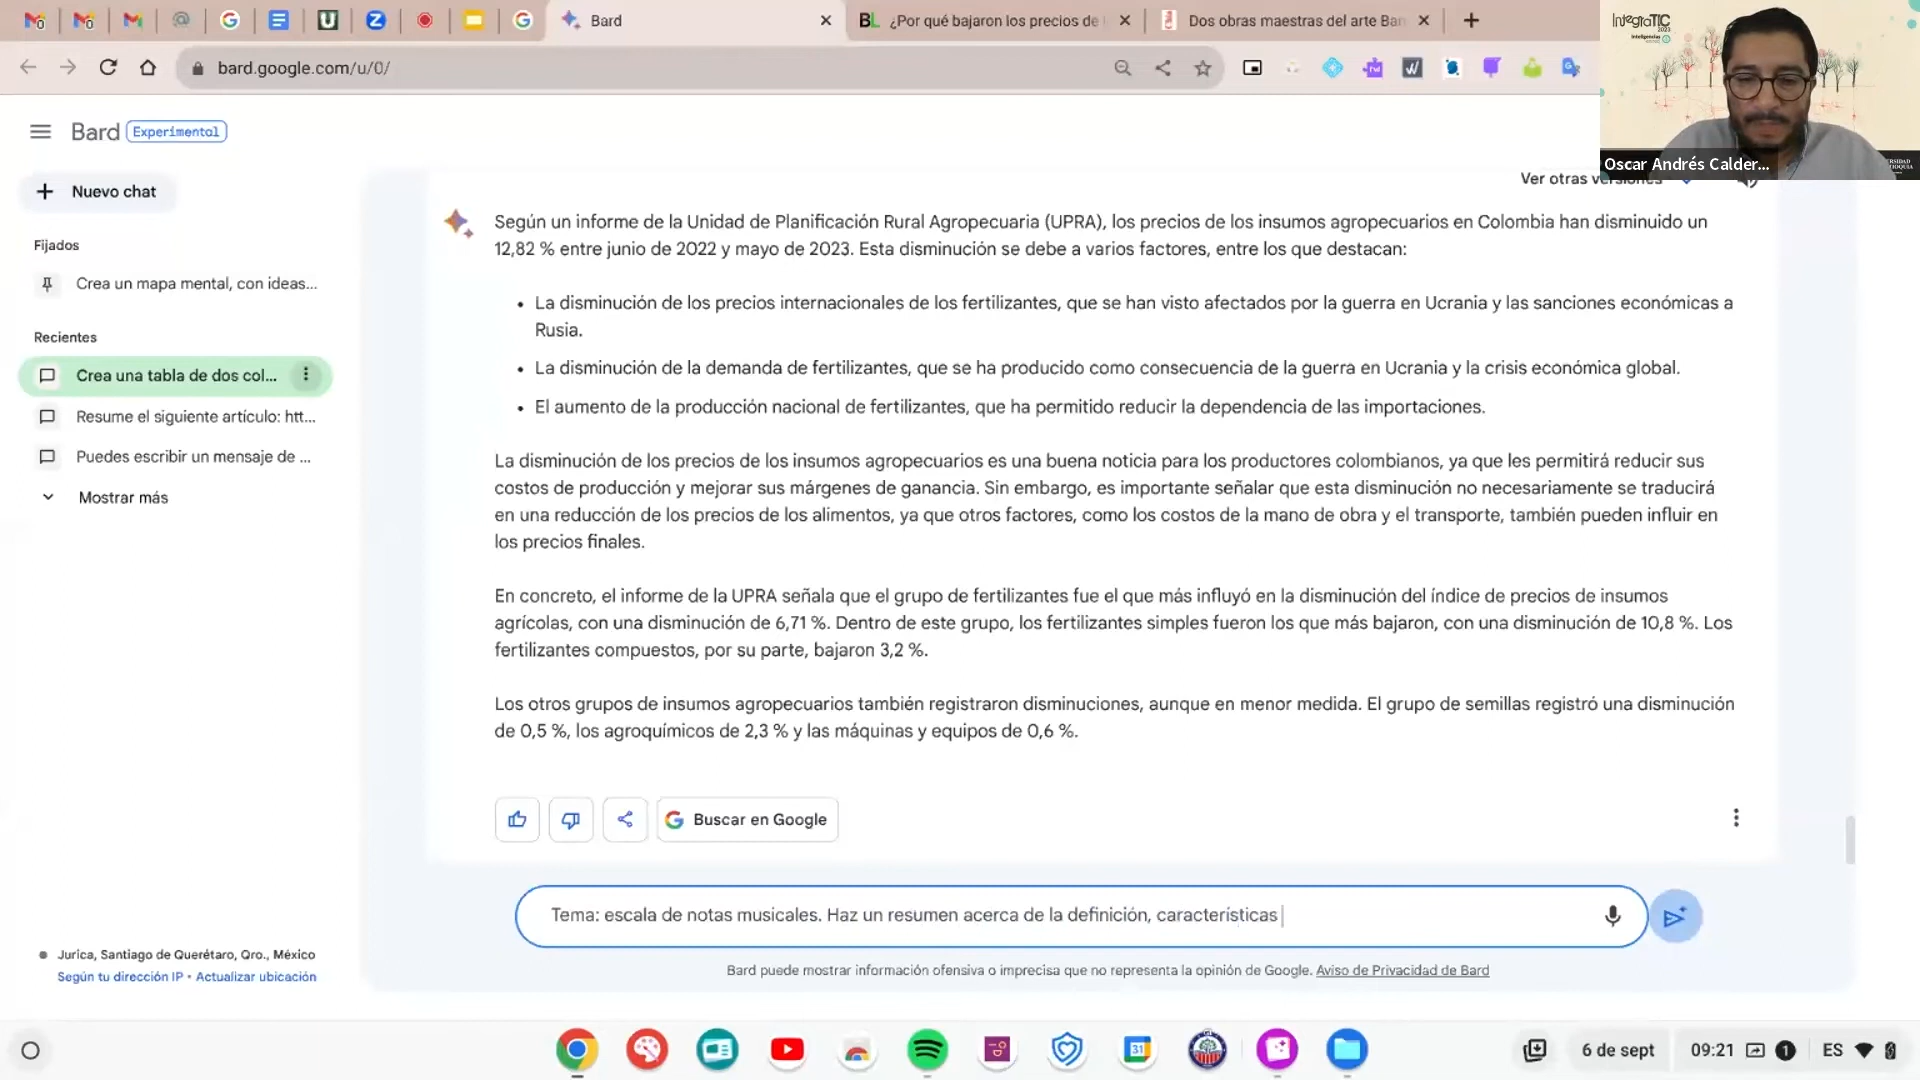 Bard
¿Por qué bajaron los precios de
Dos obras maestras del arte Bar
IntegraTIC
2023
bard.google.com/u/0/
Bard Experimental
Oscar Andrés Calder...
Nuevo chat
Ver otras versiones
Fijados
Crea un mapa mental, con ideas...
Recientes
Crea una tabla de dos col...
Resume el siguiente artículo: htt...
Puedes escribir un mensaje de ...
Mostrar más
Según un informe de la Unidad de Planificación Rural Agropecuaria (UPRA), los precios de los insumos agropecuarios en Colombia han disminuido un
12,82 % entre junio de 2022 y mayo de 2023. Esta disminución se debe a varios factores, entre los que destacan:
• La disminución de los precios internacionales de los fertilizantes, que se han visto afectados por la guerra en Ucrania y las sanciones económicas a
Rusia.
• La disminución de la demanda de fertilizantes, que se ha producido como consecuencia de la guerra en Ucrania y la crisis económica global.
• El aumento de la producción nacional de fertilizantes, que ha permitido reducir la dependencia de las importaciones.
La disminución de los precios de los insumos agropecuarios es una buena noticia para los productores colombianos, ya que les permitirá reducir sus
costos de producción y mejorar sus márgenes de ganancia. Sin embargo, es importante señalar que esta disminución no necesariamente se traducirá
en una reducción de los precios de los alimentos, ya que otros factores, como los costos de la mano de obra y el transporte, también pueden influir en
los precios finales.
En concreto, el informe de la UPRA señala que el grupo de fertilizantes fue el que más influyó en la disminución del índice de precios de insumos
agrícolas, con una disminución de 6,71 %. Dentro de este grupo, los fertilizantes simples fueron los que más bajaron, con una disminución de 10,8 %. Los
fertilizantes compuestos, por su parte, bajaron 3,2 %.
Los otros grupos de insumos agropecuarios también registraron disminuciones, aunque en menor medida. El grupo de semillas registró una disminución
de 0,5 %, los agroquímicos de 2,3 % y las máquinas y equipos de 0,6 %.
Buscar en Google
Tema: escala de notas musicales. Haz un resumen acerca de la definición, características
Jurica, Santiago de Querétaro, Qro., México
Según tu dirección IP • Actualizar ubicación
Bard puede mostrar información ofensiva o imprecisa que no representa la opinión de Google. Aviso de Privacidad de Bard
31
6 de sept
09:21
1
ES